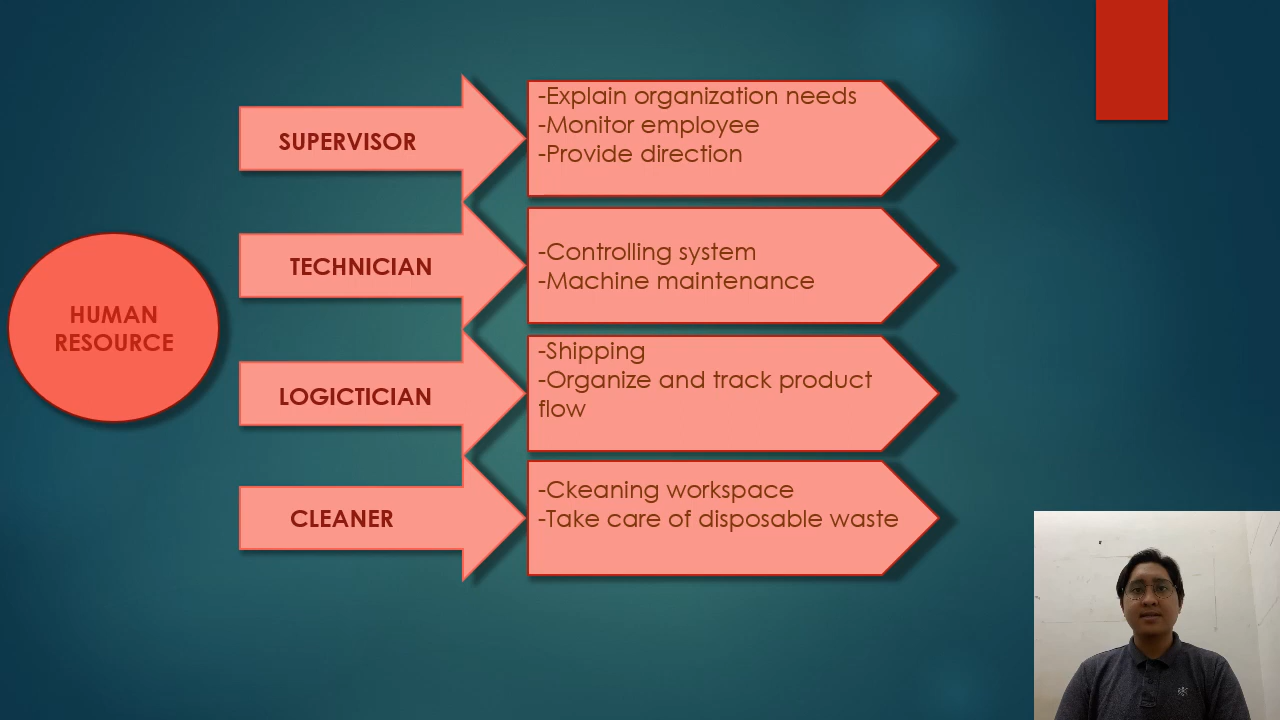 HUMAN
RESOURCE
SUPERVISOR
-Explain organization needs
-Monitor employee
-Provide direction
TECHNICIAN
-Controlling system
-Machine maintenance
LOGICTICIAN
-Shipping
-Organize and track product
flow
CLEANER
-Ckeaning workspace
-Take care of disposable waste